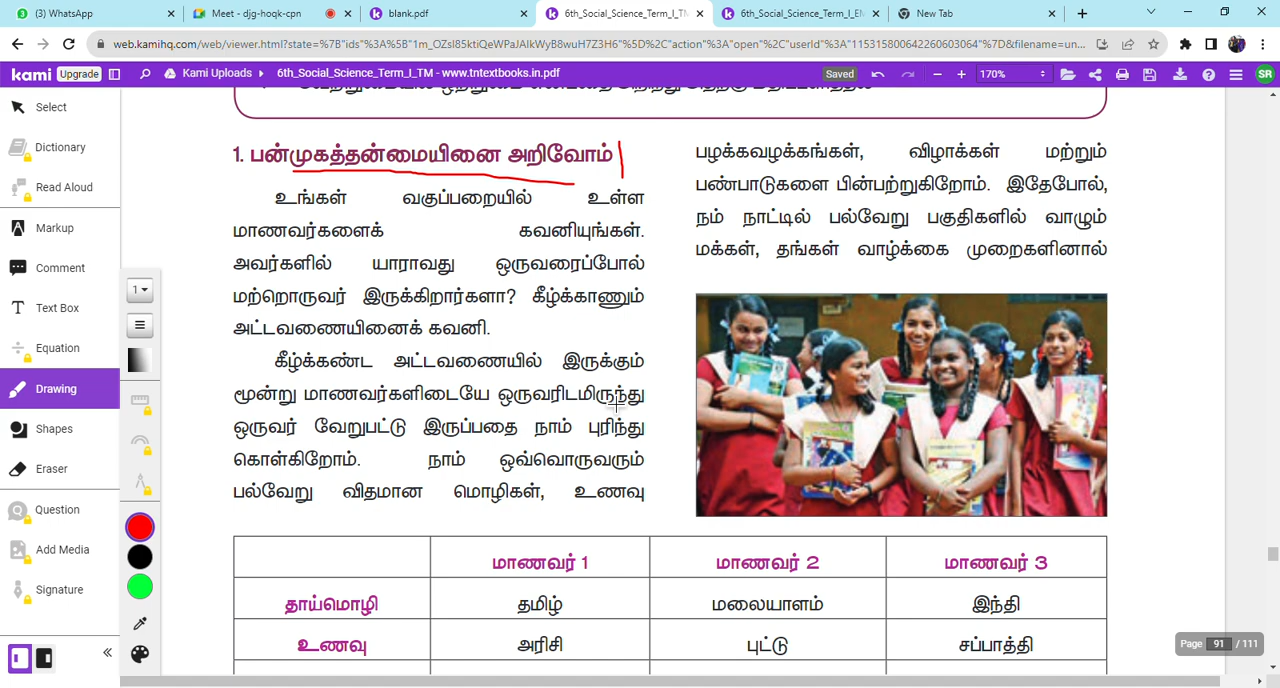 (3) WhatsApp
Meet - djg-hoqk-cpn
blank.pdf
6th_Social_Science_Term_I_TM
6th_Social_Science_Term_I_EM
New Tab
web.kamihq.com/web/viewer.html?state=%7B"ids"%3A%5B"1m_OZsI85ktiQeWPaJAIkWyB8wuH7Z3H6"%5D%2C"action"%3A"open"%2C"userId"%3A"115315800642260603064"%7D&filename=un...
kami Upgrade Kami Uploads 6th_Social_Science_Term_I_TM - www.tntextbooks.in.pdf Saved 170% SR
Select
Dictionary
Read Aloud
Markup
Comment
Text Box
Equation
Drawing
Shapes
Eraser
Question
Add Media
Signature
1
1. பன்முகத்தன்மையினை அறிவோம்
உங்கள் வகுப்பறையில் உள்ள
மாணவர்களைக் கவனியுங்கள்.
அவர்களில் யாராவது ஒருவரைப்போல்
மற்றொருவர் இருக்கிறார்களா? கீழ்க்காணும்
அட்டவணையினைக் கவனி.
கீழ்க்கண்ட அட்டவணையில் இருக்கும்
மூன்று மாணவர்களிடையே ஒருவரிடமிருந்து
ஒருவர் வேறுபட்டு இருப்பதை நாம் புரிந்து
கொள்கிறோம். நாம் ஒவ்வொருவரும்
பல்வேறு விதமான மொழிகள், உணவு
பழக்கவழக்கங்கள், விழாக்கள் மற்றும்
பண்பாடுகளை பின்பற்றுகிறோம். இதேபோல்,
நம் நாட்டில் பல்வேறு பகுதிகளில் வாழும்
மக்கள், தங்கள் வாழ்க்கை முறைகளினால்
மாணவர் 1 மாணவர் 2 மாணவர் 3
தாய்மொழி தமிழ் மலையாளம் இந்தி
உணவு அரிசி புட்டு சப்பாத்தி
Page 91 / 111